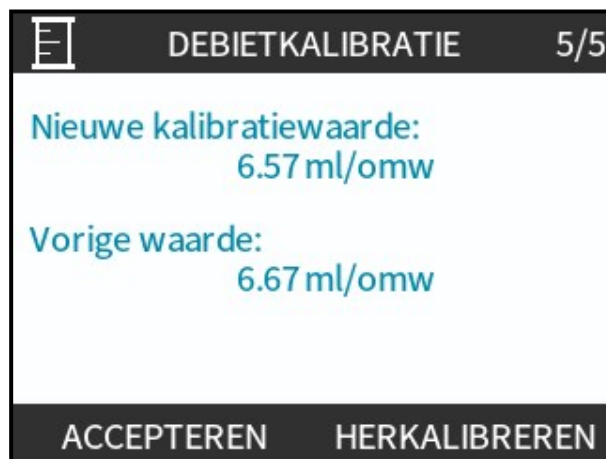 DEBIETKALIBRATIE 5/5
Nieuwe kalibratiewaarde:
6.57 ml/omw
Vorige waarde:
6.67 ml/omw
ACCEPTEREN HERKALIBREREN